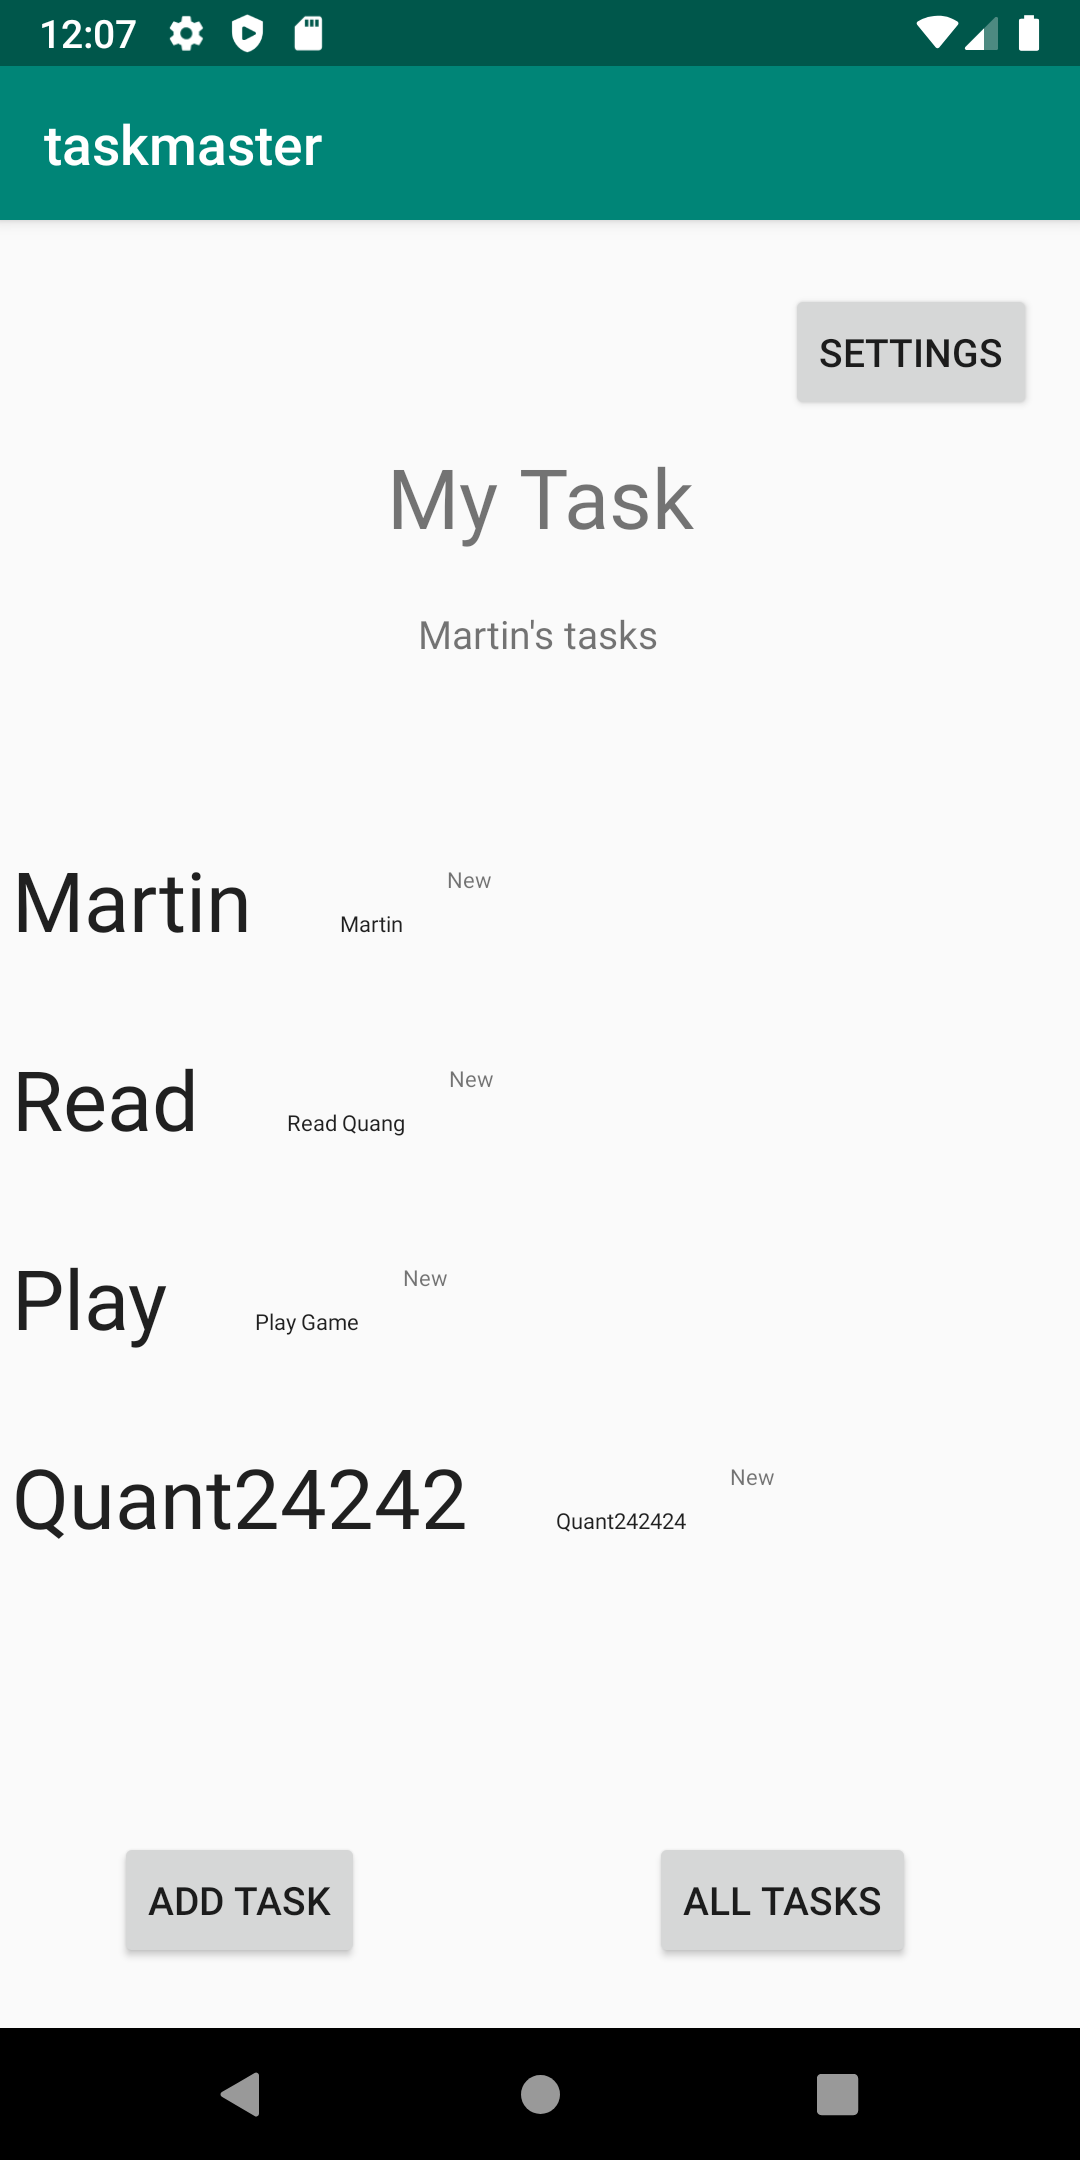 12:07
taskmaster
SETTINGS
My Task
Martin's tasks
Martin
New
Martin
Read
New
Read Quang
Play
New
Play Game
Quant24242
New
Quant242424
ADD TASK
ALL TASKS